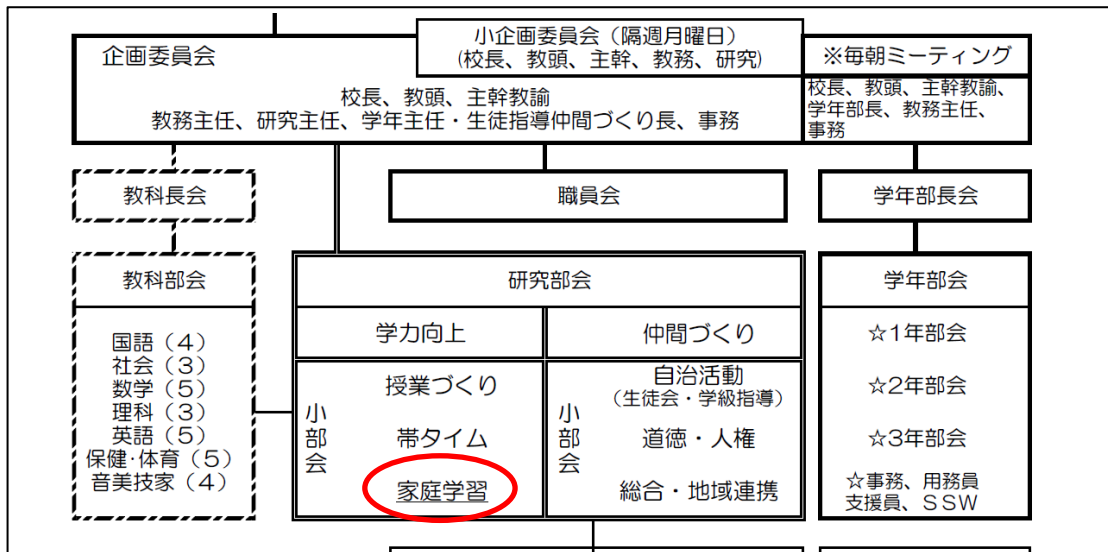 小企画委員会（隔週月曜日）
(校長、教頭、主幹、教務、研究)
企画委員会
※毎朝ミーティング
校長、教頭、主幹教諭
教務主任、研究主任、学年主任・生徒指導仲間づくり長、事務
校長、教頭、主幹教諭、
学年部長、教務主任、
事務
教科長会
職員会
学年部長会
教科部会
国語（４）
社会（３）
数学（５）
理科（３）
英語（５）
保健・体育（５）
音美技家（４）
研究部会
学力向上
仲間づくり
小部会
授業づくり
帯タイム
家庭学習
小部会
自治活動
（生徒会・学級指導）
道徳・人権
総合・地域連携
学年部会
☆１年部会
☆２年部会
☆３年部会
☆事務、用務員
支援員、ＳＳＷ